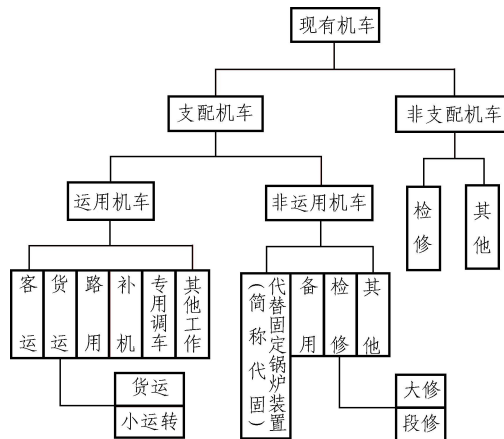 现有机车
支配机车
非支配机车
运用机车
非运用机车
检修
其他
客运
货运
路用
补机
专用调车
其他工作
代替固定锅炉装置
(简称代固)
备用
检修
其他
货运
小运转
大修
段修